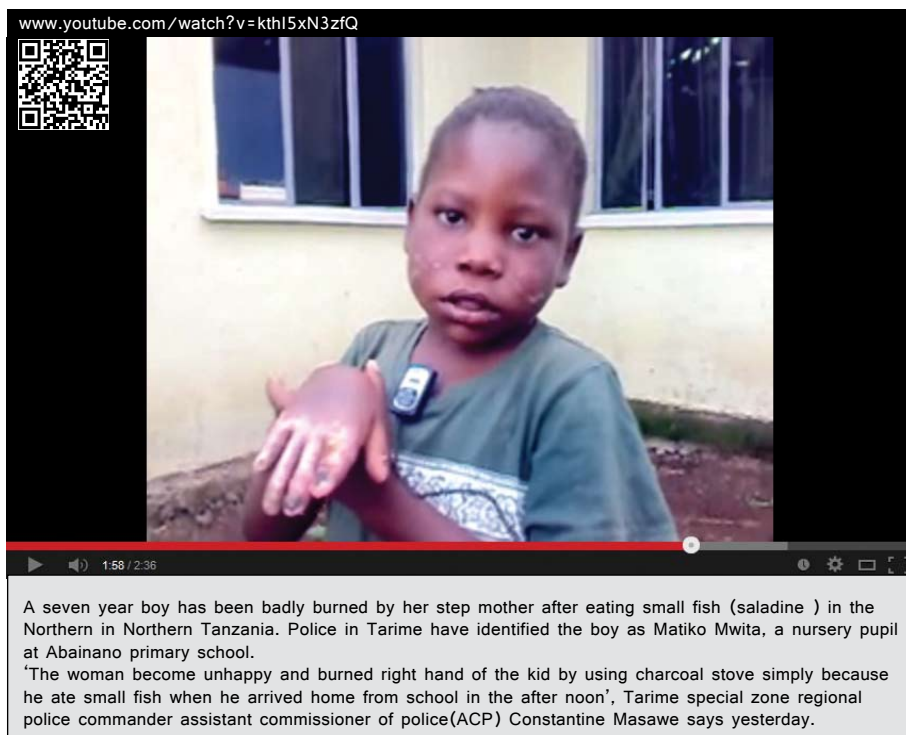 www.youtube.com/watch?v=kthI5xN3zfQ
1:58 / 2:36
A seven year boy has been badly burned by her step mother after eating small fish (saladine ) in the
Northern in Northern Tanzania. Police in Tarime have identified the boy as Matiko Mwita, a nursery pupil
at Abainano primary school.
‘The woman become unhappy and burned right hand of the kid by using charcoal stove simply because
he ate small fish when he arrived home from school in the after noon’, Tarime special zone regional
police commander assistant commissioner of police(ACP) Constantine Masawe says yesterday.